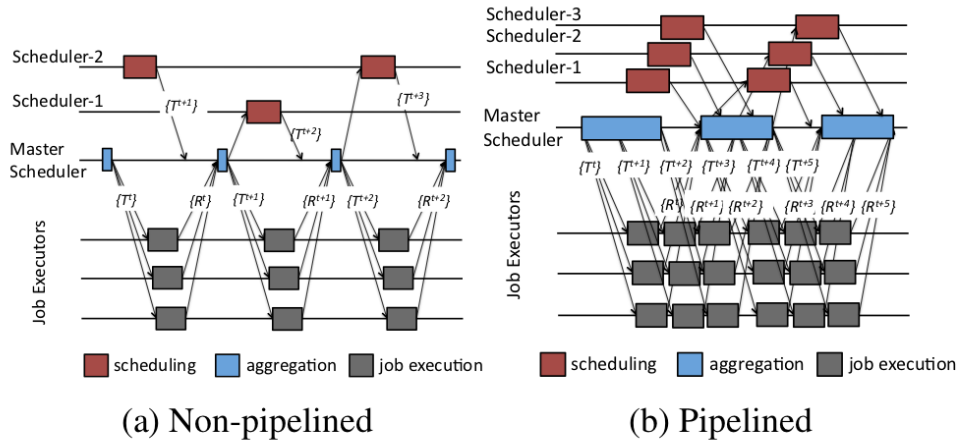 Scheduler-2
{T^{t+1}}
{T^{t+3}}
Scheduler-1
{T^{t+2}}
Master
Scheduler
{T^t}
{R^t}
{T^{t+1}}
{R^{t+1}}
{T^{t+2}}
{R^{t+2}}
Job Executors
scheduling
aggregation
job execution
(a) Non-pipelined
Scheduler-3
Scheduler-2
Scheduler-1
Master
Scheduler
{T^t}
{T^{t+1}}
{T^{t+2}}
{T^{t+3}}
{T^{t+4}}
{T^{t+5}}
{R^t}
{R^{t+1}}
{R^{t+2}}
{R^{t+3}}
{R^{t+4}}
{R^{t+5}}
Job Executors
scheduling
aggregation
job execution
(b) Pipelined